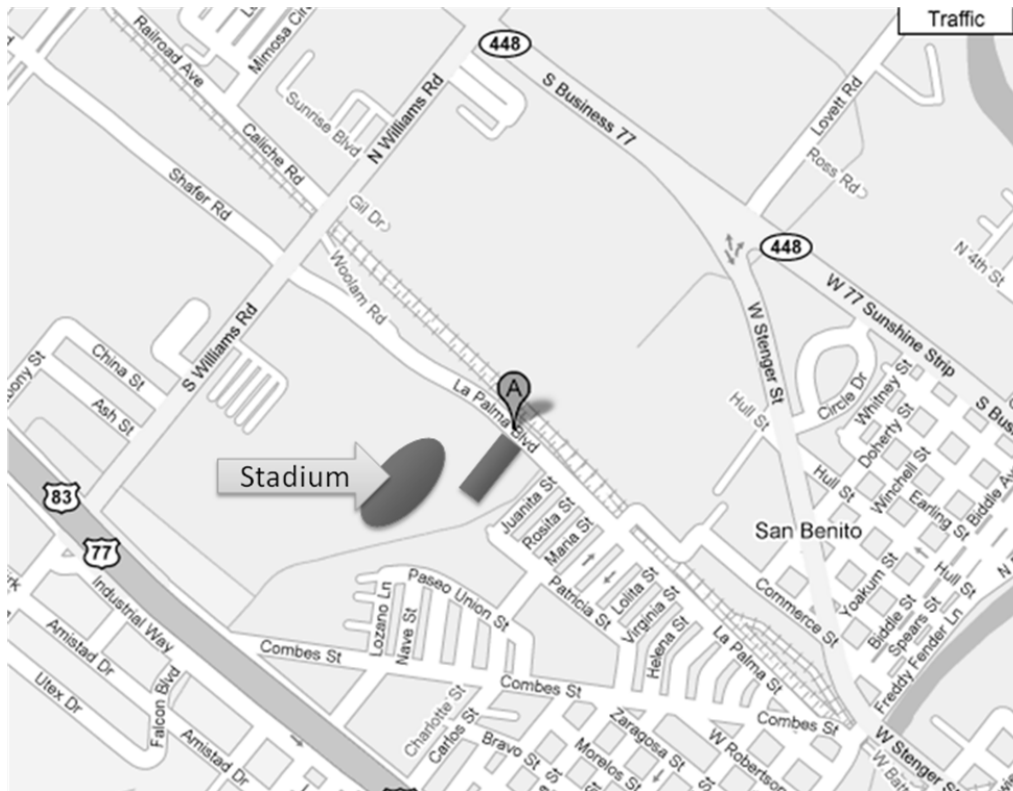 Traffic
448
S Business 77
Railroad Ave
Mimosa Circ
Sunrise Blvd
N Williams Rd
Caliche Rd
Lovett Rd
Ross Rd
Shafer Rd
Gil Dr
448
N 4th St
Woolam Rd
W 77 Sunshine Strip
W Stenger St
S Williams Rd
China St
Ash St
La Palma Blvd
A
Circle Dr
Whitney St
S Bus
Hull St
Doherty St
Stadium
Hull St
Winchell St
Biddle Ave
Earling St
83
Juanita St
Rosita St
Maria St
San Benito
77
Industrial Way
Paseo Union St
Patricia St
Lolita St
Virginia St
Helena St
Commerce St
Yoakum St
Hull St
Biddle St
Spears St
Freddy Fender Ln
Lozano Ln
Nave St
Amistad Dr
Combes St
La Palma St
Utex Dr
Falcon Blvd
Combes St
Combes St
Charlotte St
Carlos St
Zaragosa St
W Robertson
Amistad Dr
Bravo St
Morelos St
W Stenger St
W Batt